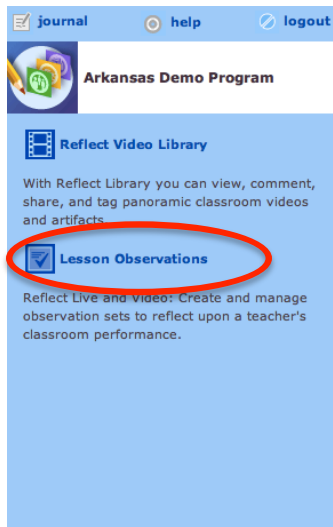 journal help logout
Arkansas Demo Program
Reflect Video Library
With Reflect Library you can view, comment,
share, and tag panoramic classroom videos
and artifacts.
Lesson Observations
Reflect Live and Video: Create and manage
observation sets to reflect upon a teacher's
classroom performance.